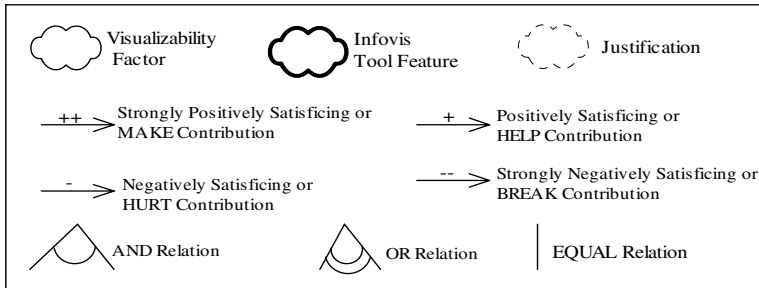 Visualizability
Factor
Infovis
Tool Feature
Justification
++
Strongly Positively Satisficing or
MAKE Contribution
+
Positively Satisficing or
HELP Contribution
-
Negatively Satisficing or
HURT Contribution
--
Strongly Negatively Satisficing or
BREAK Contribution
AND Relation
OR Relation
EQUAL Relation